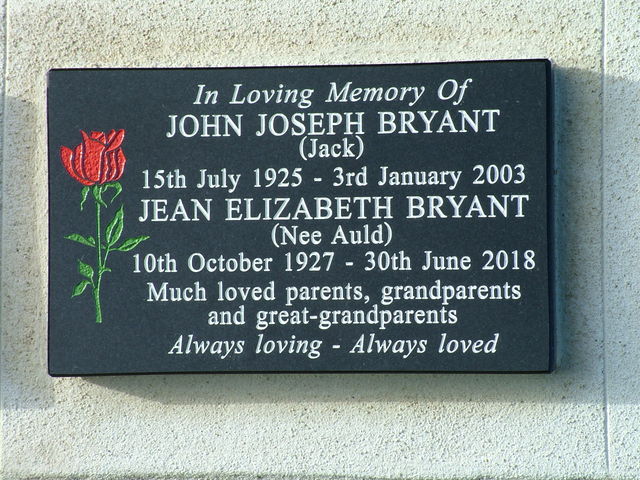 In Loving Memory Of
JOHN JOSEPH BRYANT
(Jack)
15th July 1925 - 3rd January 2003
JEAN ELIZABETH BRYANT
(Nee Auld)
10th October 1927 - 30th June 2018
Much loved parents, grandparents
and great-grandparents
Always loving - Always loved